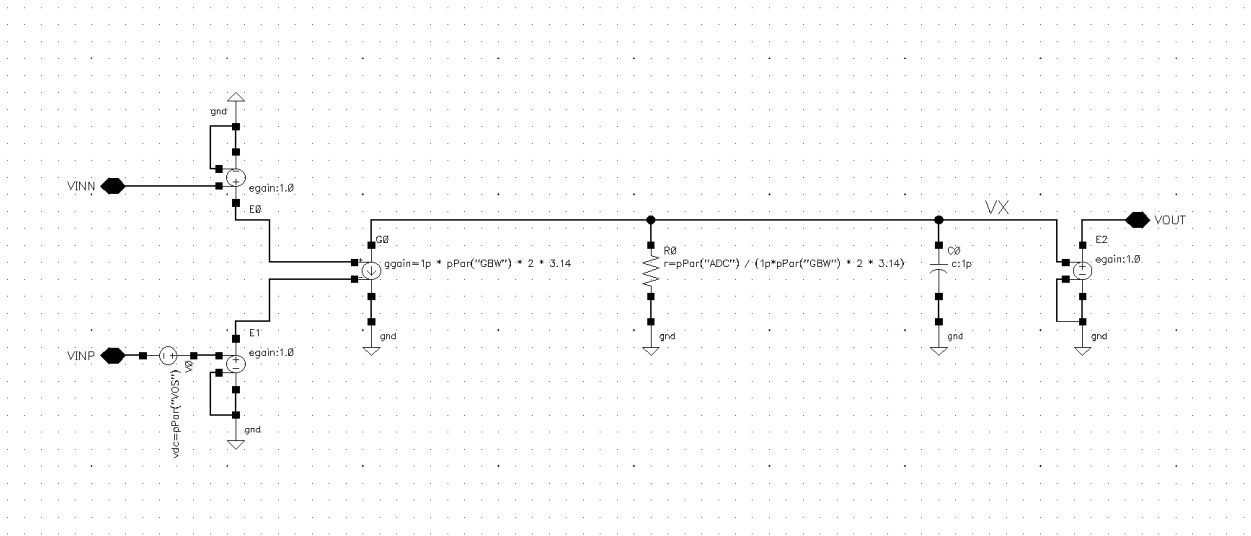 gnd
VINN
egain:1.0
E0
VX
VOUT
G0
ggain=1p * pPar("GBW") * 2 * 3.14
R0
r=pPar("ADC") / (1p*pPar("GBW") * 2 * 3.14)
C0
c:1p
E2
egain:1.0
gnd
gnd
gnd
gnd
E1
egain:1.0
VINP
V0
vdc=pPar("VOS")
gnd